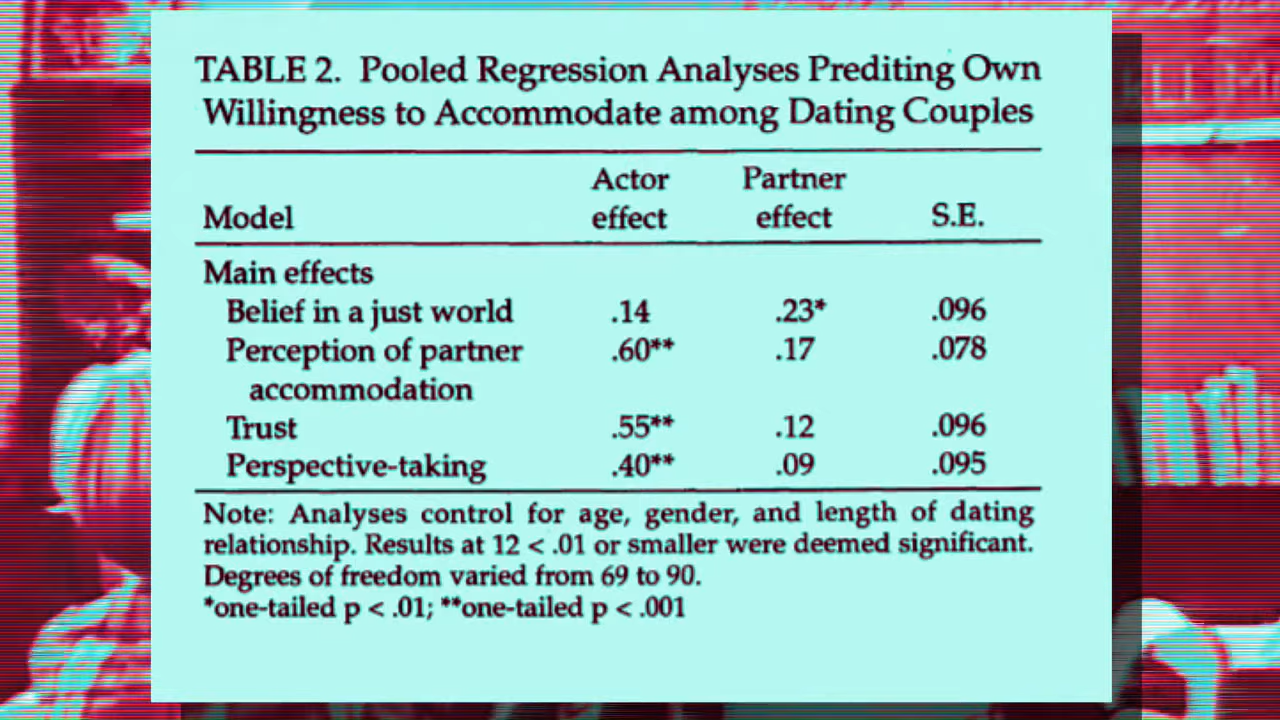 TABLE 2. Pooled Regression Analyses Prediting Own
Willingness to Accommodate among Dating Couples
Actor Partner
Model effect effect S.E.
Main effects
Belief in a just world .14 .23* .096
Perception of partner .60** .17 .078
accommodation
Trust .55** .12 .096
Perspective-taking .40** .09 .095
Note: Analyses control for age, gender, and length of dating
relationship. Results at 12 < .01 or smaller were deemed significant.
Degrees of freedom varied from 69 to 90.
*one-tailed p < .01; **one-tailed p < .001